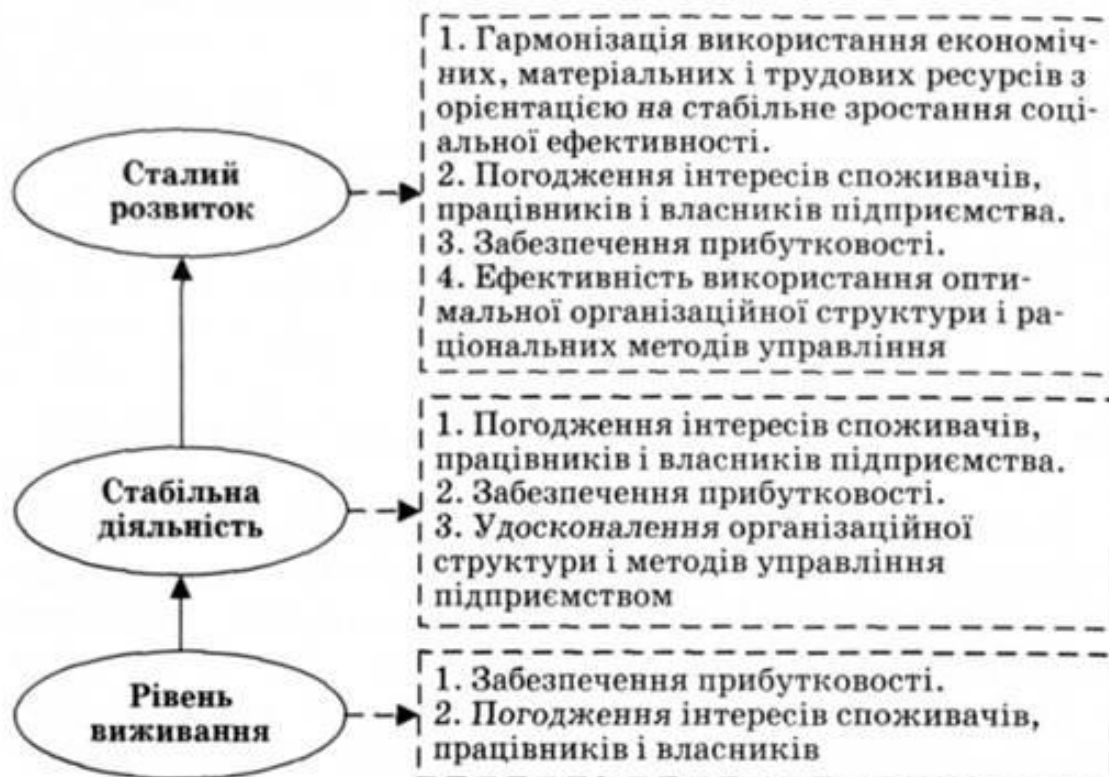 Сталий
розвиток
1. Гармонізація використання економіч-
них, матеріальних і трудових ресурсів з
орієнтацією на стабільне зростання соці-
альної ефективності.
2. Погодження інтересів споживачів,
працівників і власників підприємства.
3. Забезпечення прибутковості.
4. Ефективність використання опти-
мальної організаційної структури і ра-
ціональних методів управління
Стабільна
діяльність
1. Погодження інтересів споживачів,
працівників і власників підприємства.
2. Забезпечення прибутковості.
3. Удосконалення організаційної
структури і методів управління
підприємством
Рівень
виживання
1. Забезпечення прибутковості.
2. Погодження інтересів споживачів,
працівників і власників